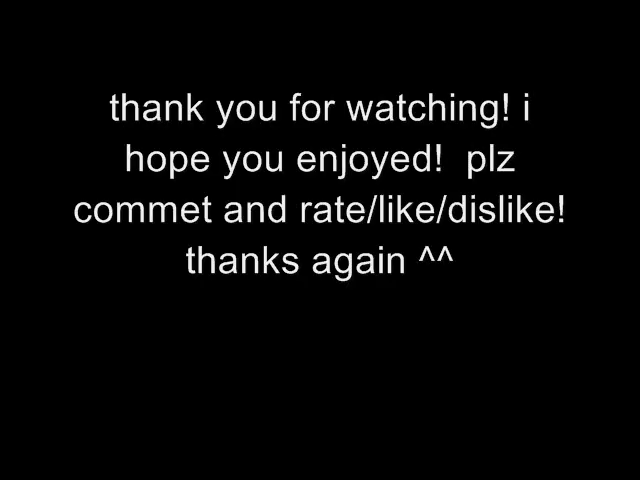 thank you for watching! i
hope you enjoyed!  plz
commet and rate/like/dislike!
thanks again ^^